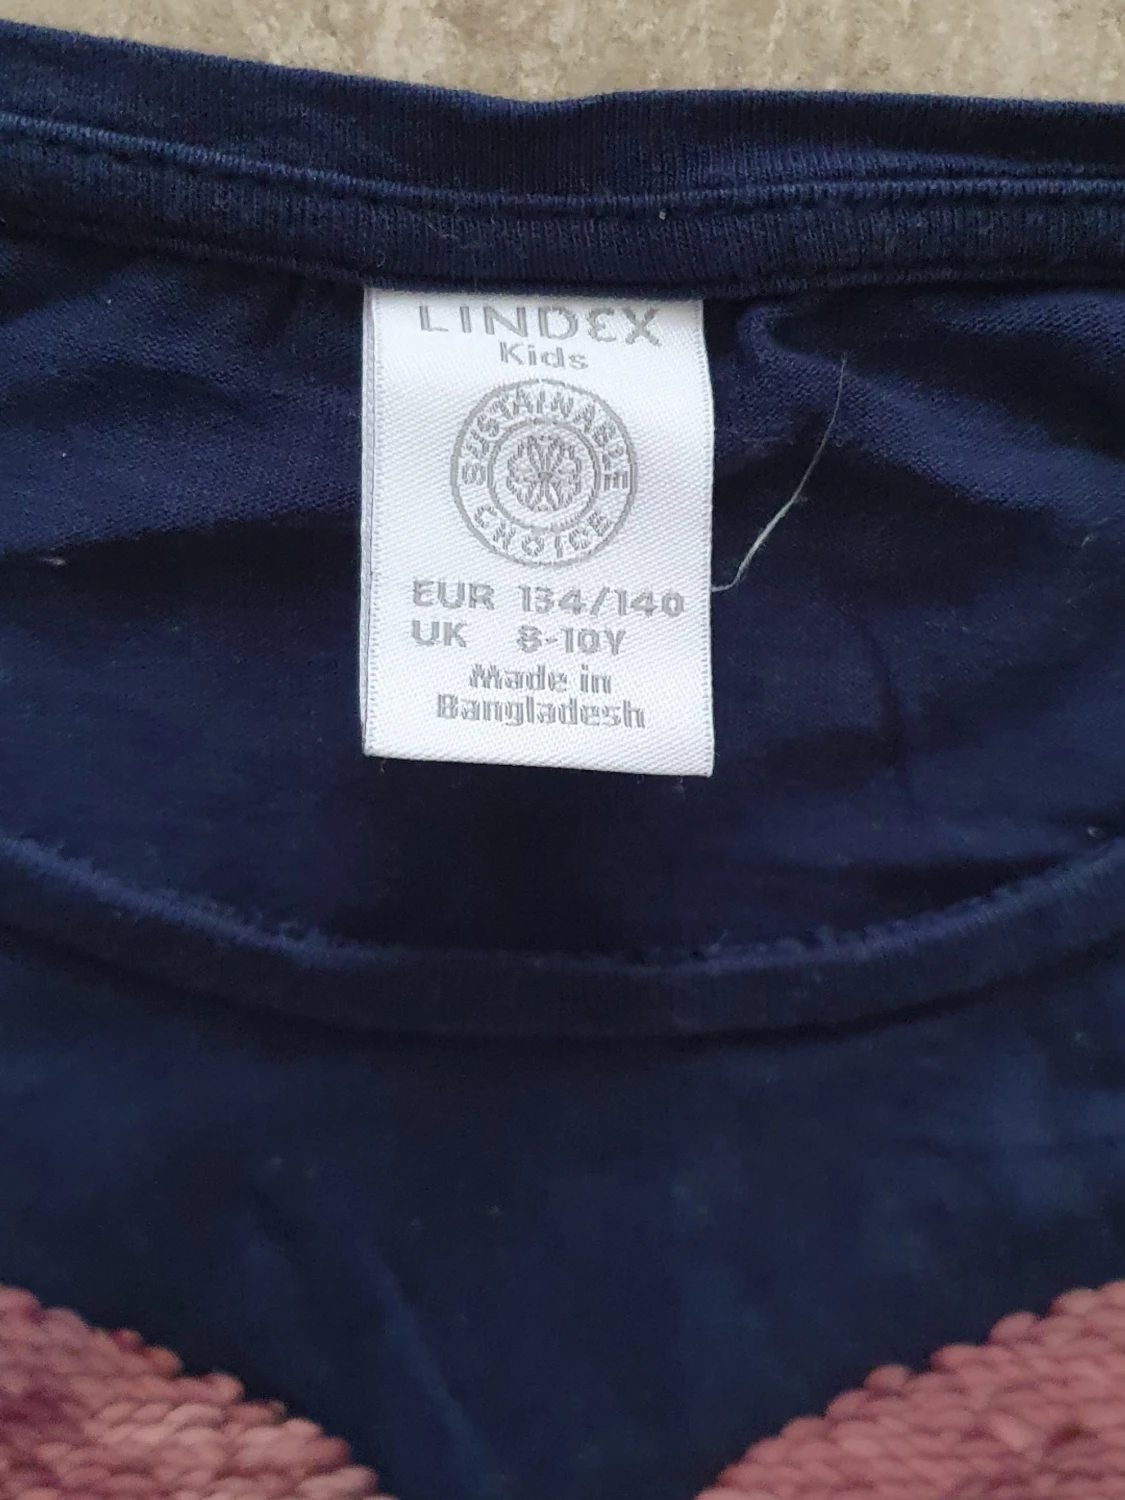 LINDEX
Kids
SUSTAINABLE
CHOICE
EUR 134/140
UK 8-10Y
Made in
Bangladesh